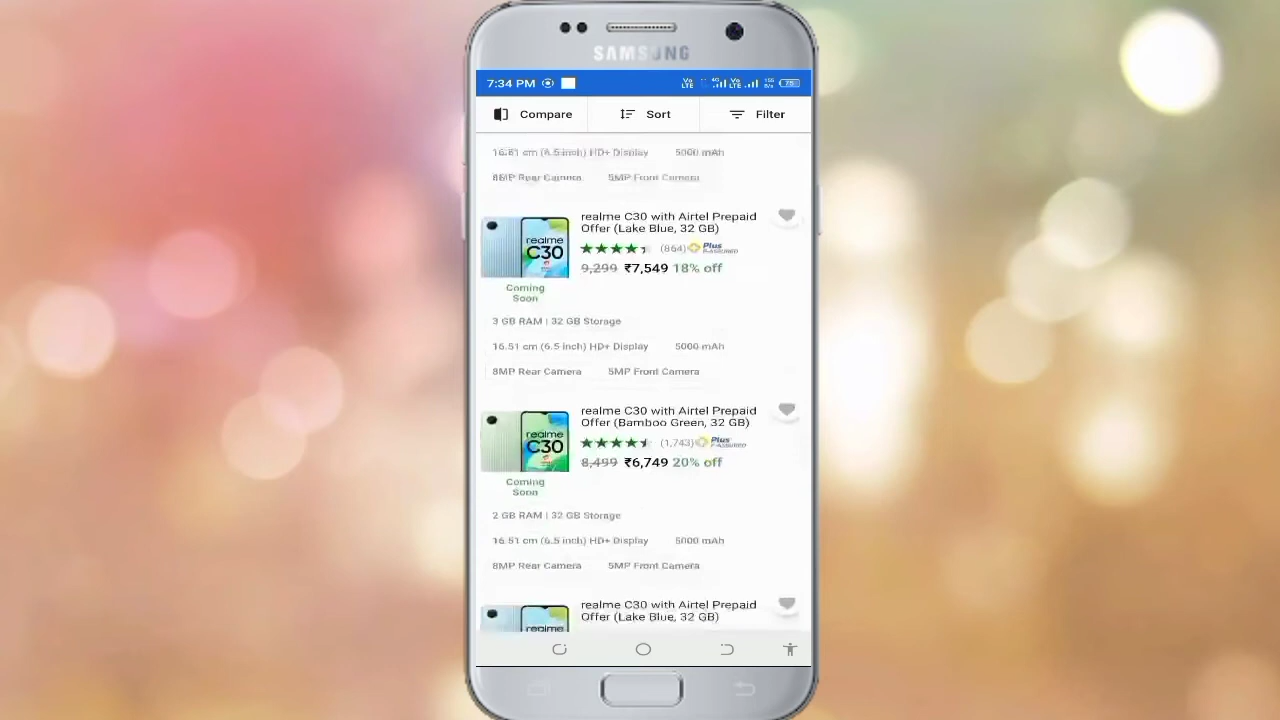 SAMSUNG
7:34 PM
Compare Sort Filter
16.51 cm (6.5 inch) HD+ Display 5000 mAh
8MP Rear Camera 5MP Front Camera
realme C30 with Airtel Prepaid
Offer (Lake Blue, 32 GB)
realme
C30
(864) Plus
F-ASSURED
9,299 ₹7,549 18% off
Coming
Soon
3 GB RAM | 32 GB Storage
16.51 cm (6.5 inch) HD+ Display 5000 mAh
8MP Rear Camera 5MP Front Camera
realme C30 with Airtel Prepaid
Offer (Bamboo Green, 32 GB)
realme
C30
(1,743) Plus
F-ASSURED
8,499 ₹6,749 20% off
Coming
Soon
2 GB RAM | 32 GB Storage
16.51 cm (6.5 inch) HD+ Display 5000 mAh
8MP Rear Camera 5MP Front Camera
realme C30 with Airtel Prepaid
Offer (Lake Blue, 32 GB)
realme